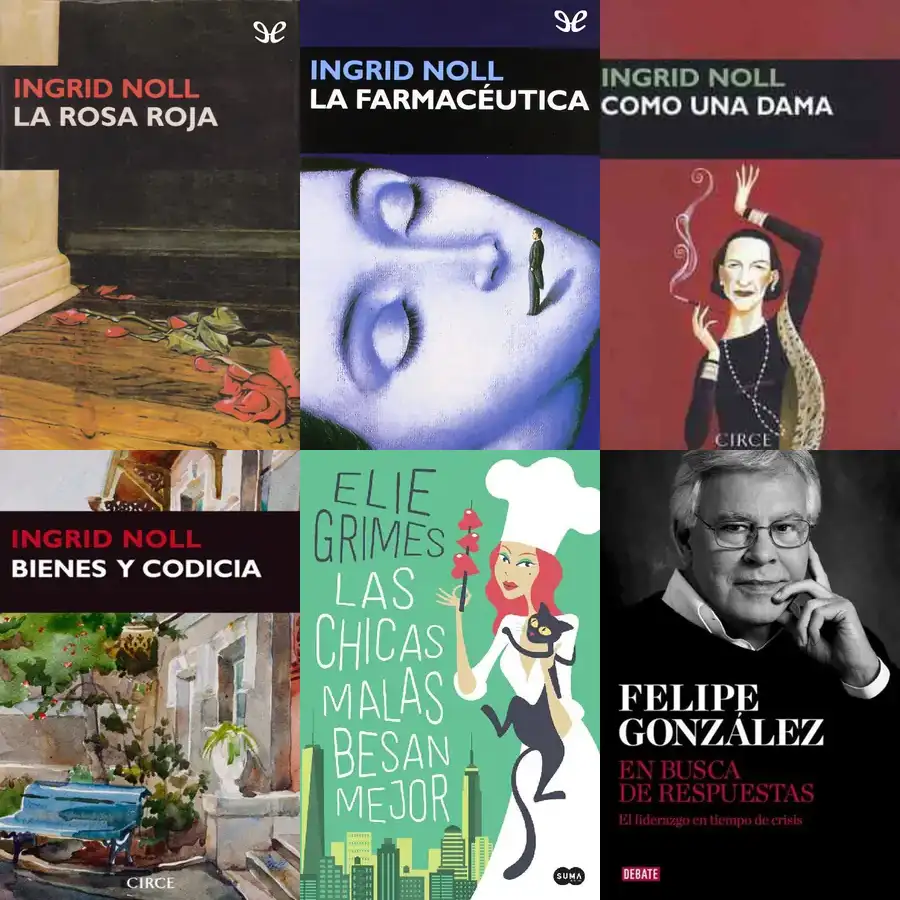 INGRID NOLL
LA ROSA ROJA
INGRID NOLL
LA FARMACÉUTICA
INGRID NOLL
COMO UNA DAMA
CIRCE
INGRID NOLL
BIENES Y CODICIA
CIRCE
ELIE
GRIMES
LAS
CHICAS
MALAS
BESAN
MEJOR
SUMA
FELIPE
GONZÁLEZ
EN BUSCA
DE RESPUESTAS
El liderazgo en tiempo de crisis
DEBATE